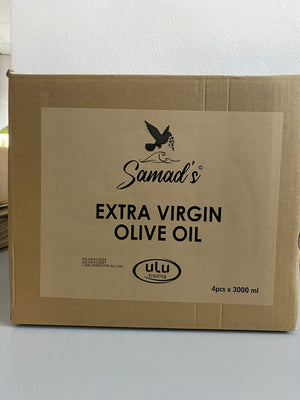 Samad's
EXTRA VIRGIN
OLIVE OIL
ulu
trading
4pcs x 3000 ml